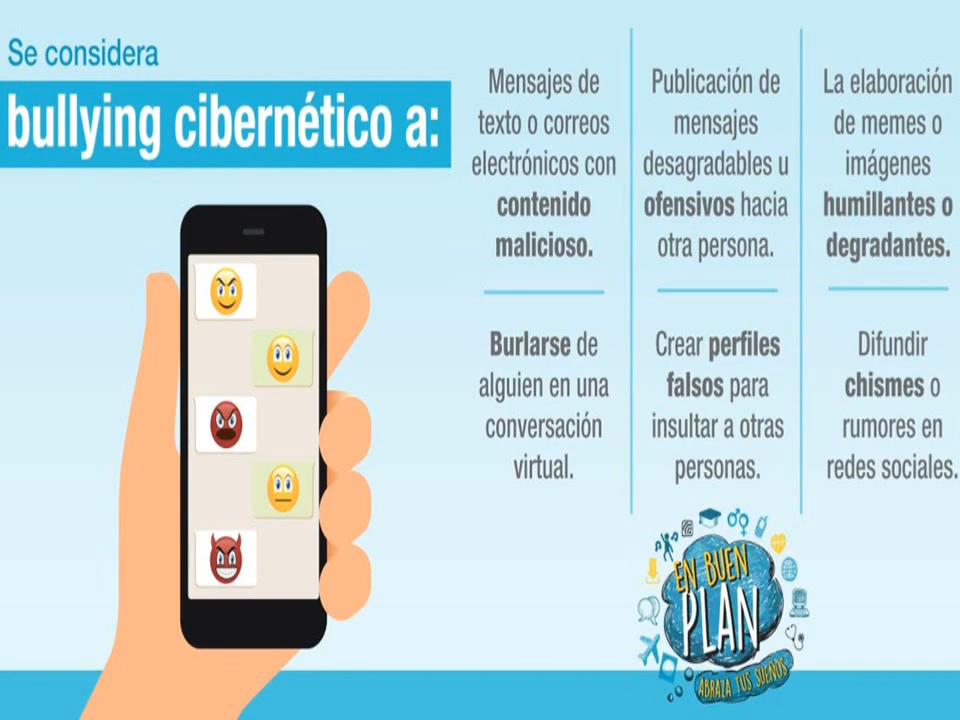 Se considera
bullying cibernético a:
Mensajes de
texto o correos
electrónicos con
contenido
malicioso.
Publicación de
mensajes
desagradables u
ofensivos hacia
otra persona.
La elaboración
de memes o
imágenes
humillantes o
degradantes.
Burlarse de
alguien en una
conversación
virtual.
Crear perfiles
falsos para
insultar a otras
personas.
Difundir
chismes o
rumores en
redes sociales.
EN BUEN
PLAN
ABRAZA TUS SUEÑOS